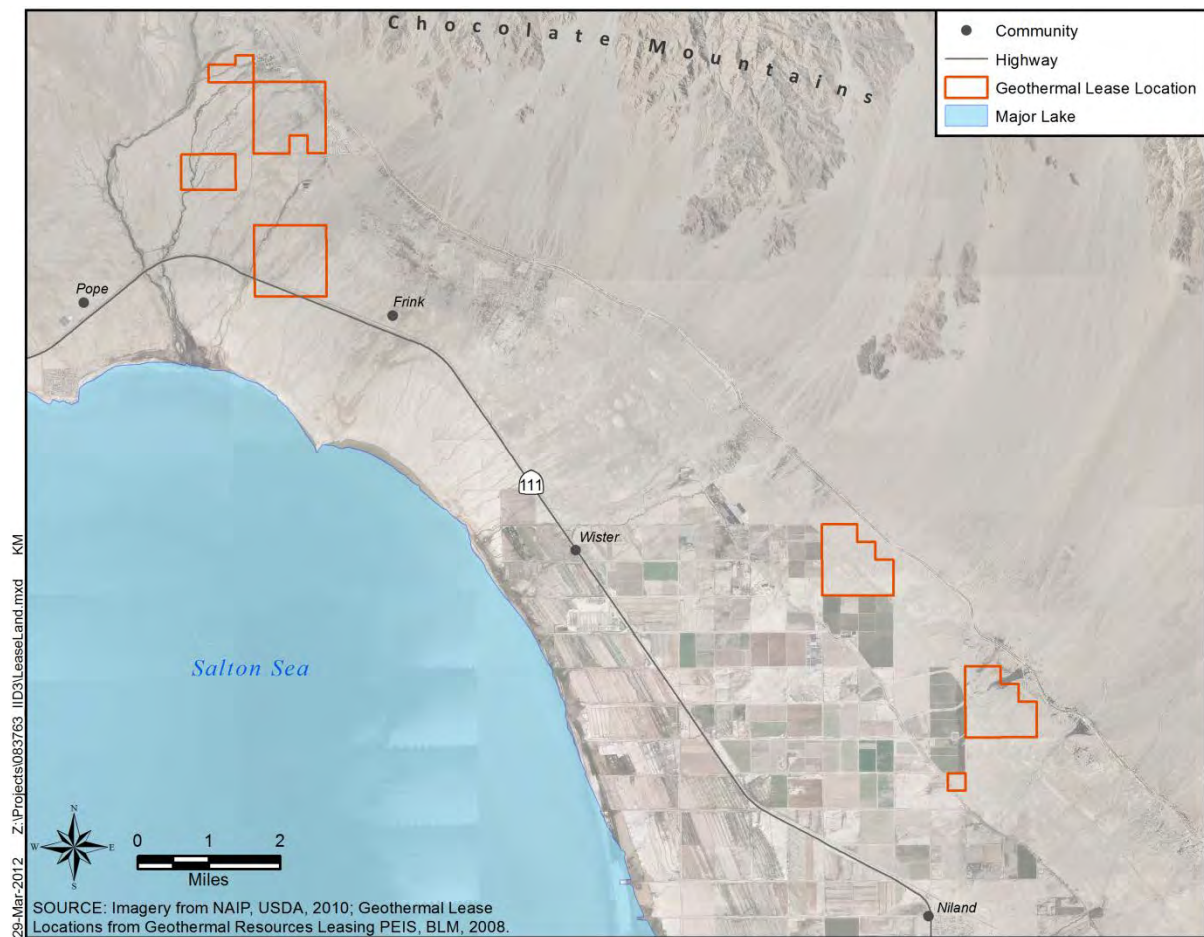 Chocolate Mountains
Community
Highway
Geothermal Lease Location
Major Lake
Pope
Frink
111
Wister
Salton Sea
Niland
N
W E
S
0 1 2
Miles
SOURCE: Imagery from NAIP, USDA, 2010; Geothermal Lease
Locations from Geothermal Resources Leasing PEIS, BLM, 2008.
29-Mar-2012 Z:\Projects\083763_IID3\LeaseLand.mxd KM